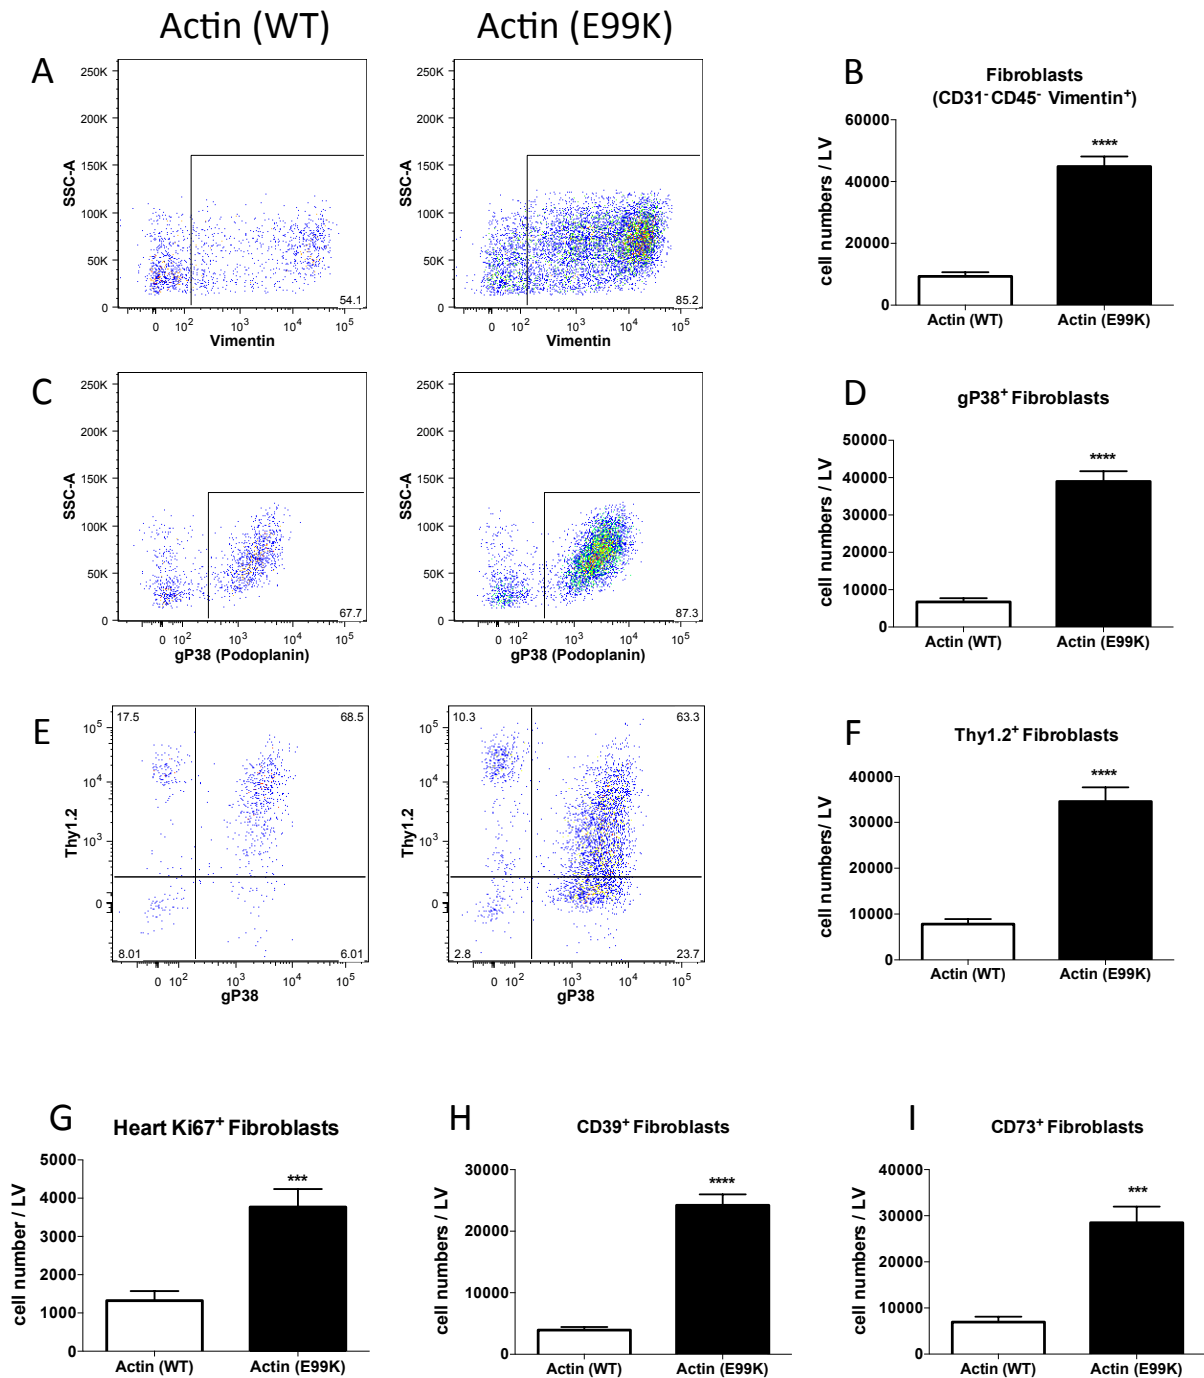 Actin (WT)
Actin (E99K)
A
250K
200K
150K
100K
50K
0
SSC-A
54.1
0 10² 10³ 10⁴ 10⁵
Vimentin
250K
200K
150K
100K
50K
0
SSC-A
85.2
0 10² 10³ 10⁴ 10⁵
Vimentin
B
Fibroblasts
(CD31⁻ CD45⁻ Vimentin⁺)
60000
40000
20000
0
cell numbers / LV
****
Actin (WT) Actin (E99K)
C
250K
200K
150K
100K
50K
0
SSC-A
67.7
0 10² 10³ 10⁴ 10⁵
gP38 (Podoplanin)
250K
200K
150K
100K
50K
0
SSC-A
87.3
0 10² 10³ 10⁴ 10⁵
gP38 (Podoplanin)
D
gP38⁺ Fibroblasts
50000
40000
30000
20000
10000
0
cell numbers / LV
****
Actin (WT) Actin (E99K)
E
17.5 68.5
10⁵
10⁴
10³
0
Thy1.2
8.01 6.01
0 10² 10³ 10⁴ 10⁵
gP38
10.3 63.3
10⁵
10⁴
10³
0
Thy1.2
2.8 23.7
0 10² 10³ 10⁴ 10⁵
gP38
F
Thy1.2⁺ Fibroblasts
40000
30000
20000
10000
0
cell numbers/ LV
****
Actin (WT) Actin (E99K)
G
Heart Ki67⁺ Fibroblasts
5000
4000
3000
2000
1000
0
cell number / LV
***
Actin (WT) Actin (E99K)
H
CD39⁺ Fibroblasts
30000
20000
10000
0
cell numbers / LV
****
Actin (WT) Actin (E99K)
I
CD73⁺ Fibroblasts
40000
30000
20000
10000
0
cell numbers / LV
***
Actin (WT) Actin (E99K)